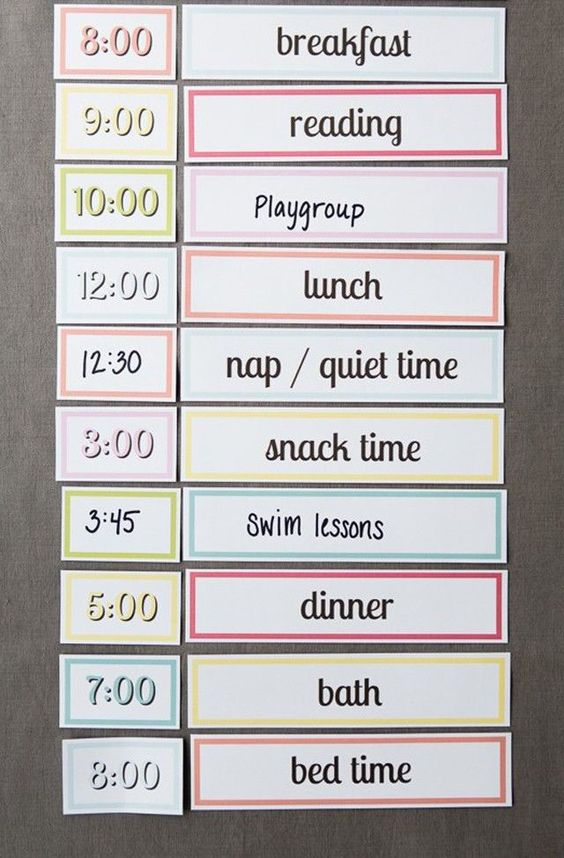 8:00 breakfast
9:00 reading
10:00 Playgroup
12:00 lunch
12:30 nap / quiet time
3:00 snack time
3:45 Swim lessons
5:00 dinner
7:00 bath
8:00 bed time